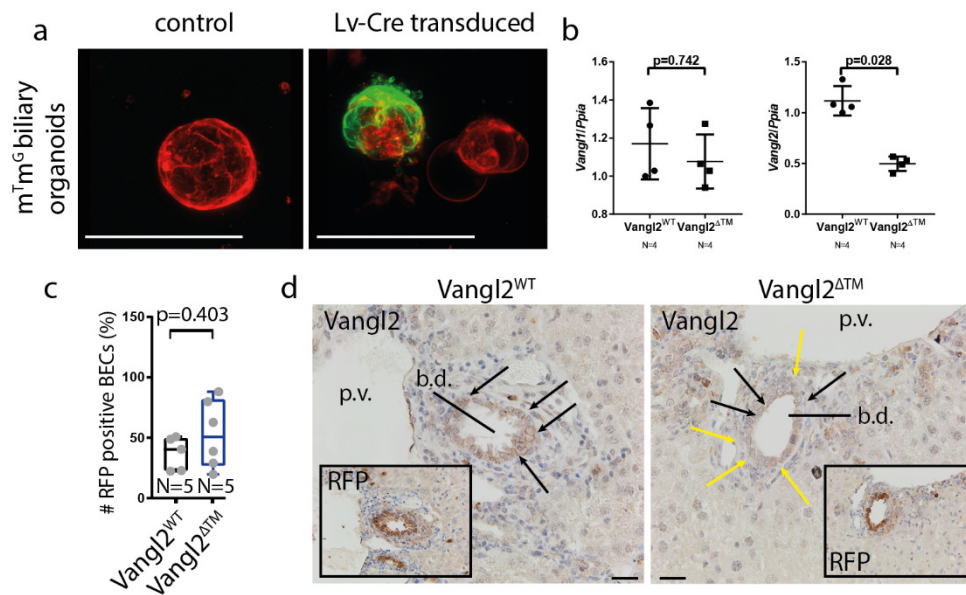 a
control
Lv-Cre transduced
mTmG biliary
organoids
b
p=0.742
Vangl1/Ppia
1.6
1.4
1.2
1.0
0.8
Vangl2WT
Vangl2ΔTM
N=4
N=4
p=0.028
Vangl2/Ppia
1.5
1.0
0.5
0.0
Vangl2WT
Vangl2ΔTM
N=4
N=4
c
p=0.403
# RFP positive BECs (%)
150
100
50
0
N=5
N=5
Vangl2WT
Vangl2ΔTM
d
Vangl2WT
Vangl2
p.v.
b.d.
RFP
Vangl2ΔTM
Vangl2
p.v.
b.d.
RFP